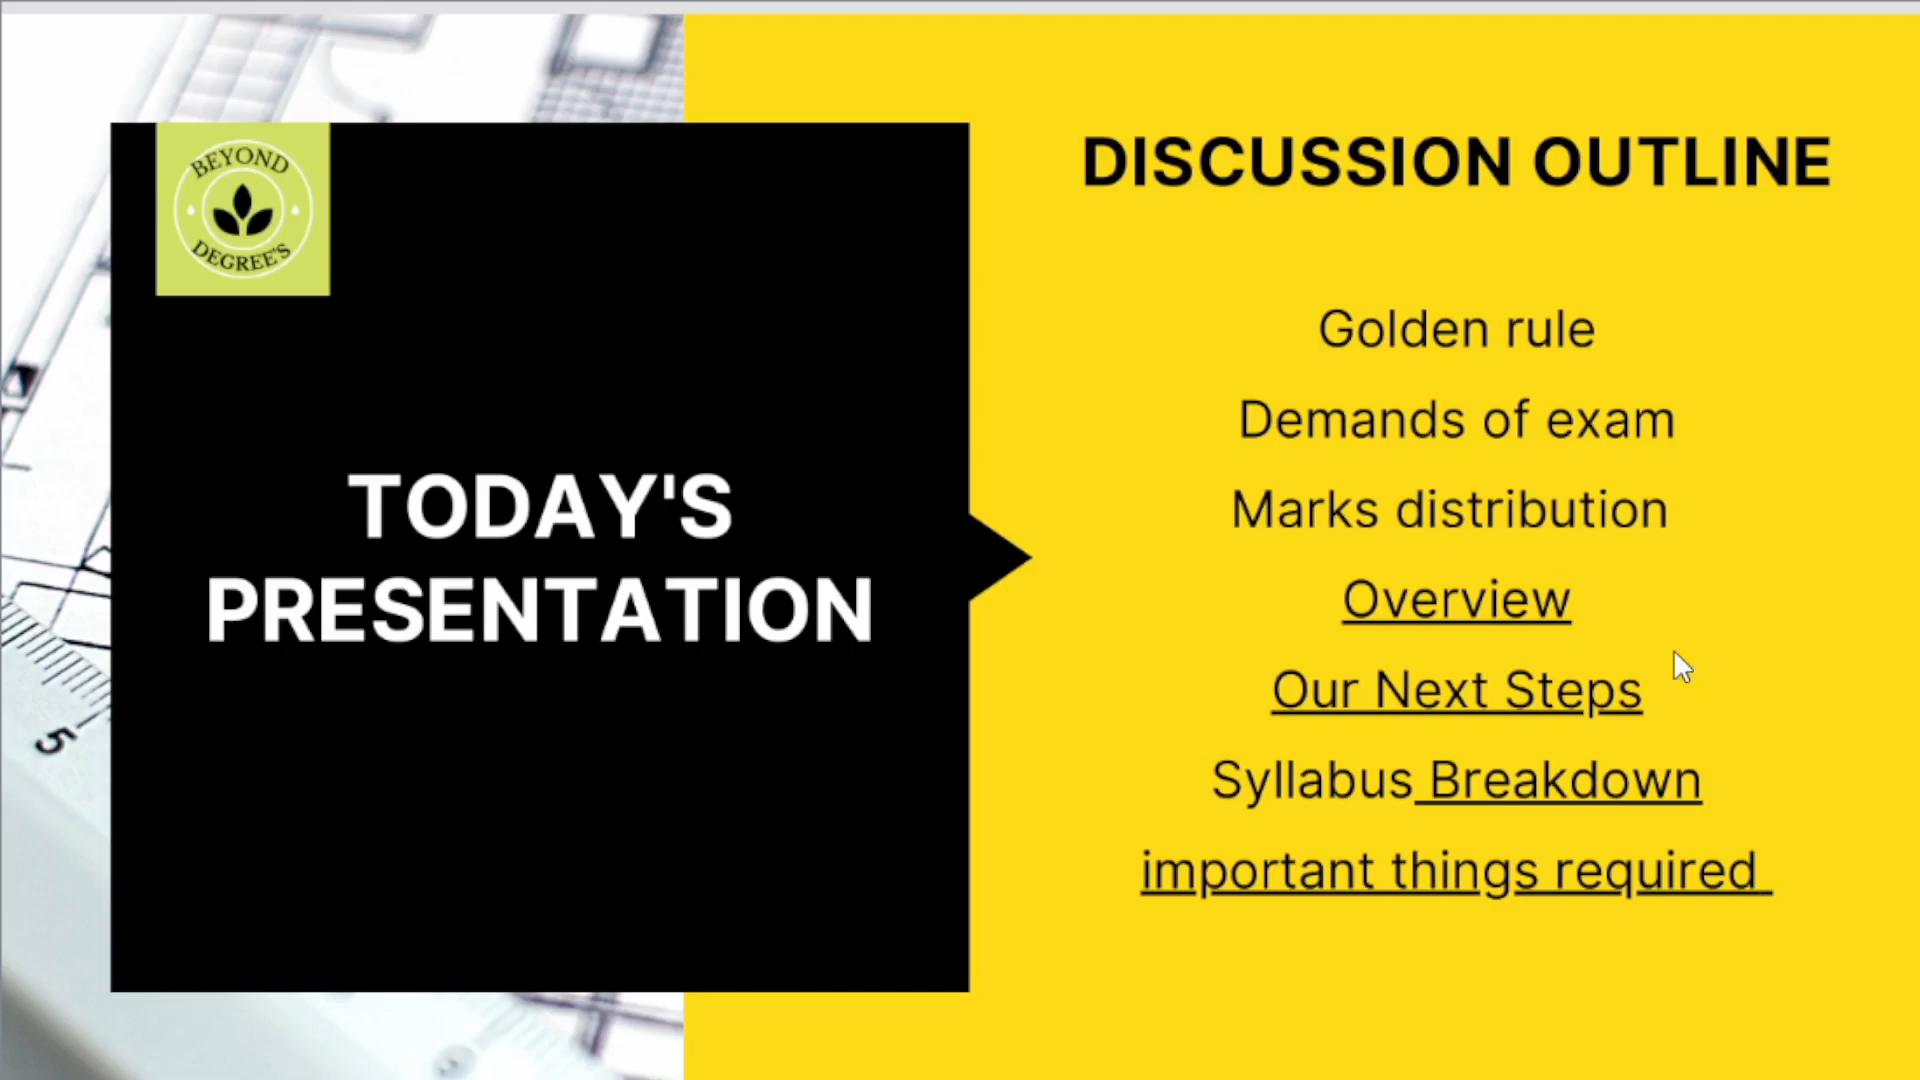 BEYOND
DEGREE'S
TODAY'S
PRESENTATION
DISCUSSION OUTLINE
Golden rule
Demands of exam
Marks distribution
Overview
Our Next Steps
Syllabus Breakdown
important things required
5